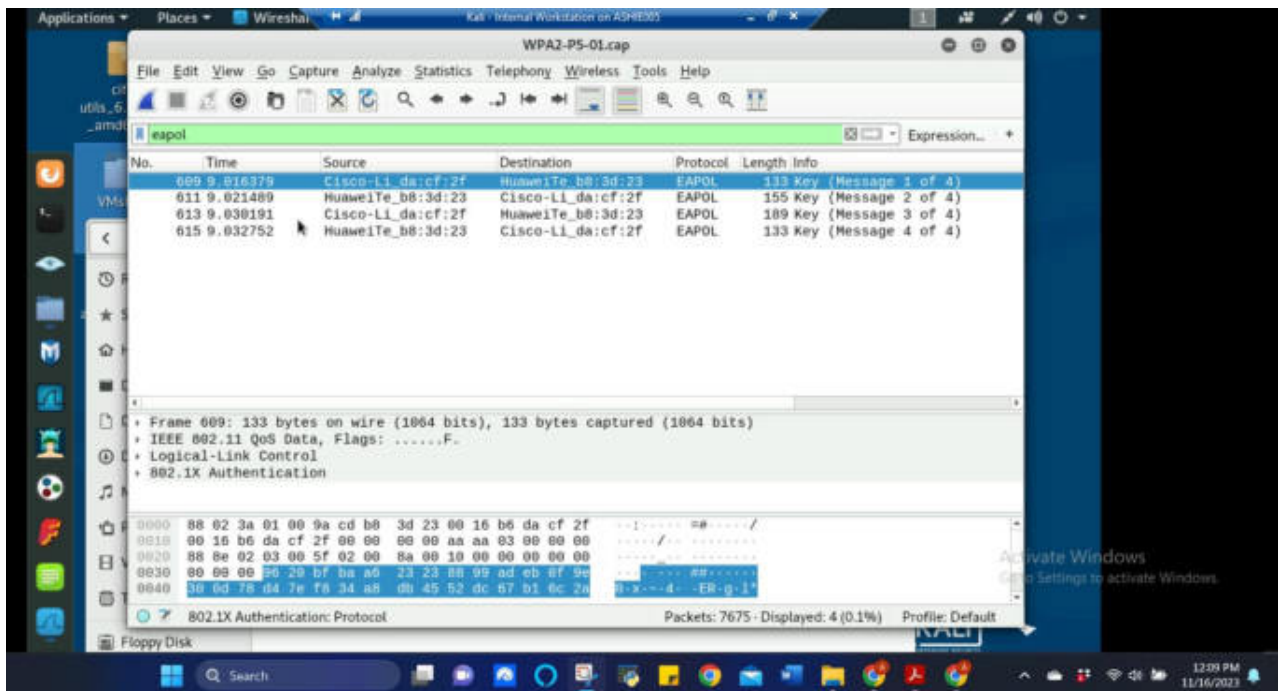 Applications Places Wireshar Kali - Internal Workstation on ASHIE005 1
WPA2-P5-01.cap
File Edit View Go Capture Analyze Statistics Telephony Wireless Tools Help
utils_6.
_amd
eapol Expression... +
No. Time Source Destination Protocol Length Info
609 9.016379 Cisco-Li_da:cf:2f HuaweiTe_b8:3d:23 EAPOL 133 Key (Message 1 of 4)
611 9.021489 HuaweiTe_b8:3d:23 Cisco-Li_da:cf:2f EAPOL 155 Key (Message 2 of 4)
613 9.030191 Cisco-Li_da:cf:2f HuaweiTe_b8:3d:23 EAPOL 189 Key (Message 3 of 4)
615 9.032752 HuaweiTe_b8:3d:23 Cisco-Li_da:cf:2f EAPOL 133 Key (Message 4 of 4)
VMs
Frame 609: 133 bytes on wire (1064 bits), 133 bytes captured (1064 bits)
IEEE 802.11 QoS Data, Flags: ......F.
Logical-Link Control
802.1X Authentication
0000 88 02 3a 01 00 9a cd b8 3d 23 00 16 b6 da cf 2f ··:····· =#·····/
0010 00 16 b6 da cf 2f 00 00 00 00 aa aa 03 00 00 00
0020 88 8e 02 03 00 5f 02 00 8a 00 10 00 00 00 00 00
0030 00 00 00 96 20 bf ba a6 23 23 88 99 ad eb 8f 9e
0040 30 0d 78 d4 7e f8 34 a8 db 45 52 dc 67 b1 6c 2a 0·x·~·4· ·ER·g·l*
Activate Windows
Go to Settings to activate Windows.
802.1X Authentication: Protocol Packets: 7675 · Displayed: 4 (0.1%) Profile: Default
Floppy Disk
KALI
Search
12:09 PM
11/16/2023